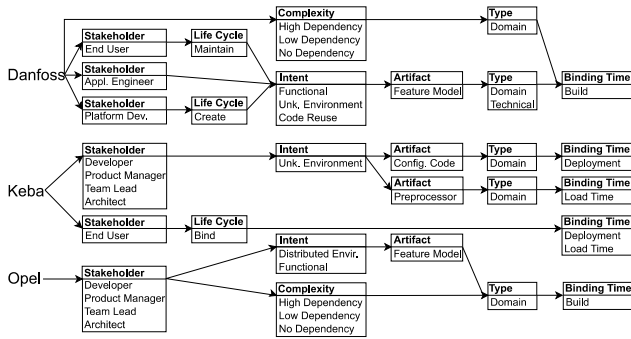 Complexity
High Dependency
Low Dependency
No Dependency
Type
Domain
Danfoss
Stakeholder
End User
Life Cycle
Maintain
Stakeholder
Appl. Engineer
Stakeholder
Platform Dev.
Life Cycle
Create
Intent
Functional
Unk. Environment
Code Reuse
Artifact
Feature Model
Type
Domain
Technical
Binding Time
Build
Keba
Stakeholder
Developer
Product Manager
Team Lead
Architect
Intent
Unk. Environment
Artifact
Config. Code
Type
Domain
Binding Time
Deployment
Artifact
Preprocessor
Type
Domain
Binding Time
Load Time
Stakeholder
End User
Life Cycle
Bind
Binding Time
Deployment
Load Time
Opel
Stakeholder
Developer
Product Manager
Team Lead
Architect
Intent
Distributed Envir.
Functional
Artifact
Feature Model
Complexity
High Dependency
Low Dependency
No Dependency
Type
Domain
Binding Time
Build